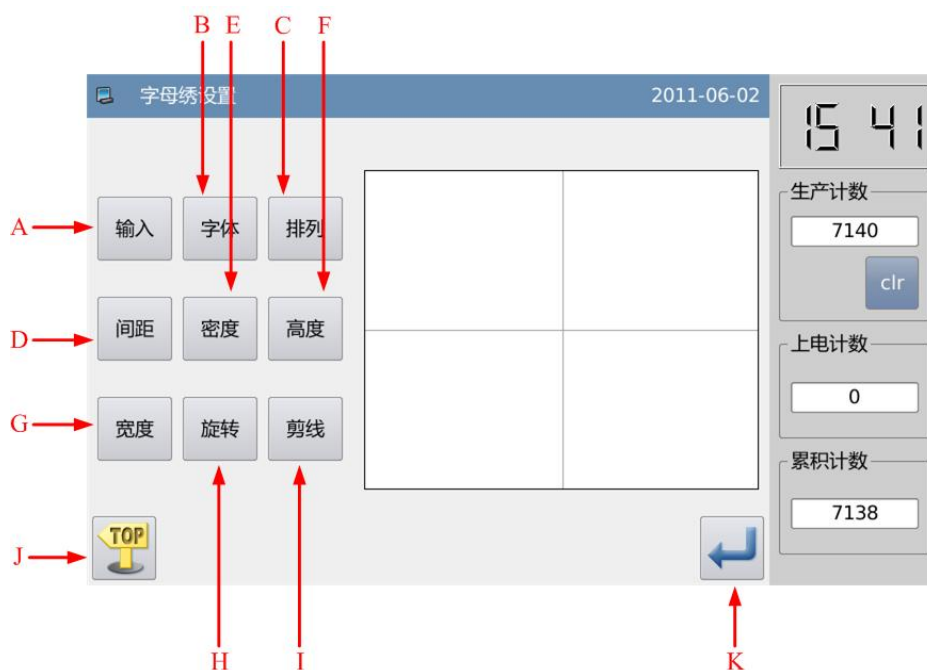 B E C F
字母绣设置 2011-06-02
15 41
生产计数
7140
clr
A 输入 字体 排列
D 间距 密度 高度
上电计数
0
G 宽度 旋转 剪线
累积计数
7138
J TOP
H I K